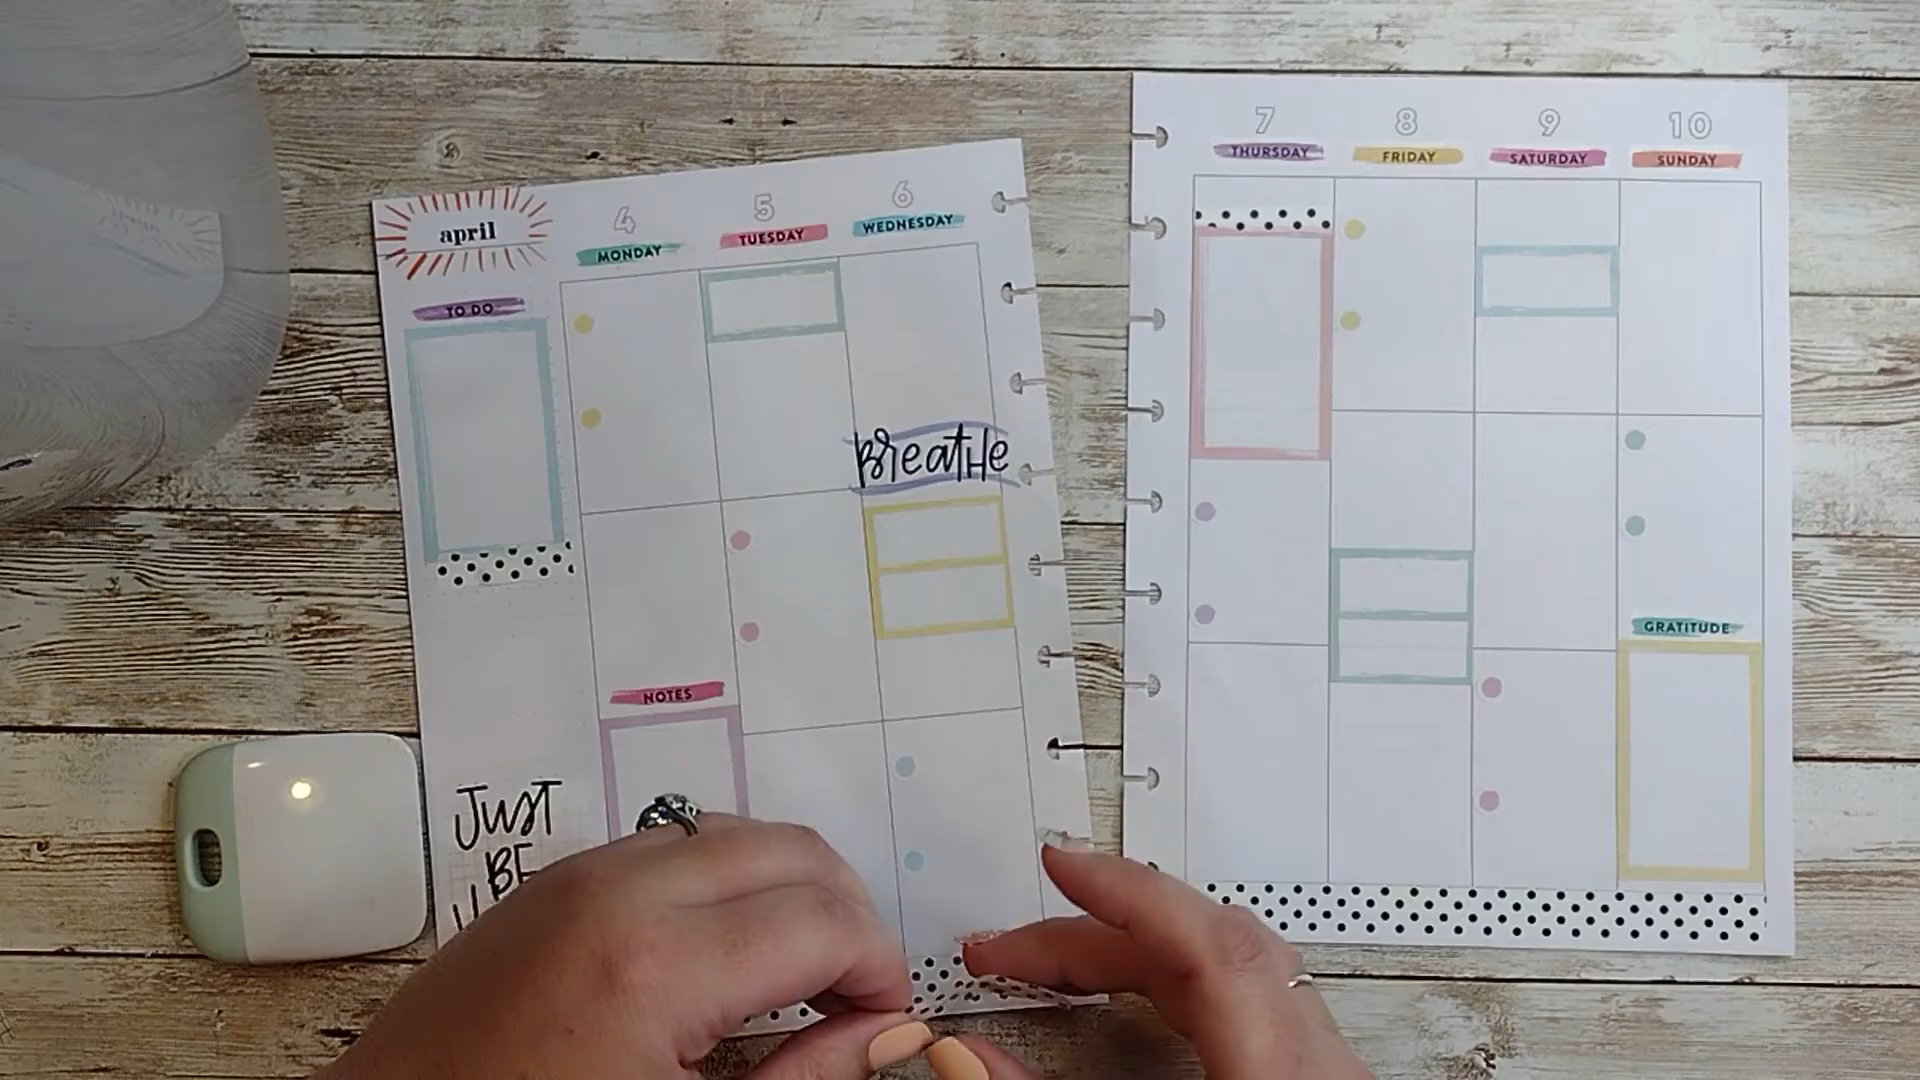 april
4
MONDAY
5
TUESDAY
6
WEDNESDAY
TO DO
BreatHe
NOTES
JUST
BE
7
THURSDAY
8
FRIDAY
9
SATURDAY
10
SUNDAY
GRATITUDE